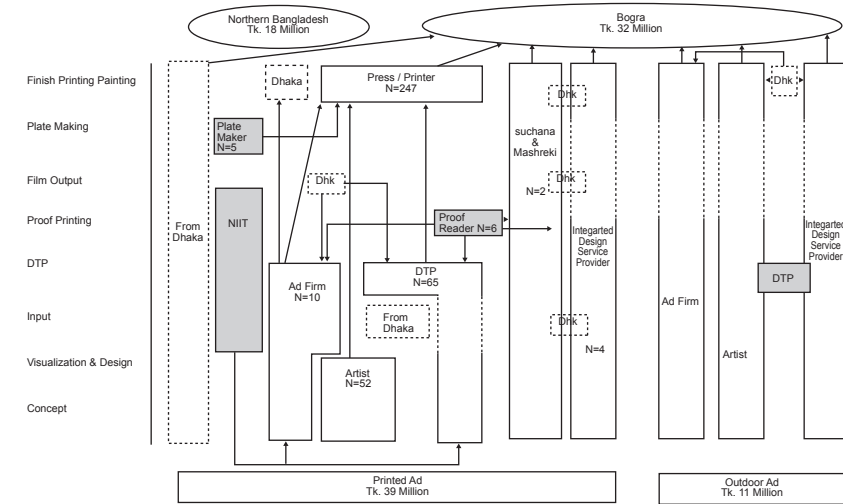 Northern Bangladesh
Tk. 18 Million
Bogra
Tk. 32 Million
Finish Printing Painting
Plate Making
Film Output
Proof Printing
DTP
Input
Visualization & Design
Concept
From
Dhaka
Plate
Maker
N=5
NIIT
Dhaka
Press / Printer
N=247
Dhk
Proof
Reader N=6
Ad Firm
N=10
DTP
N=65
From
Dhaka
Artist
N=52
suchana
&
Mashreki
N=2
Dhk
Dhk
Dhk
Integarted
Design
Service
Provider
N=4
Ad Firm
Artist
Dhk
DTP
Integarted
Design
Service
Provider
Printed Ad
Tk. 39 Million
Outdoor Ad
Tk. 11 Million